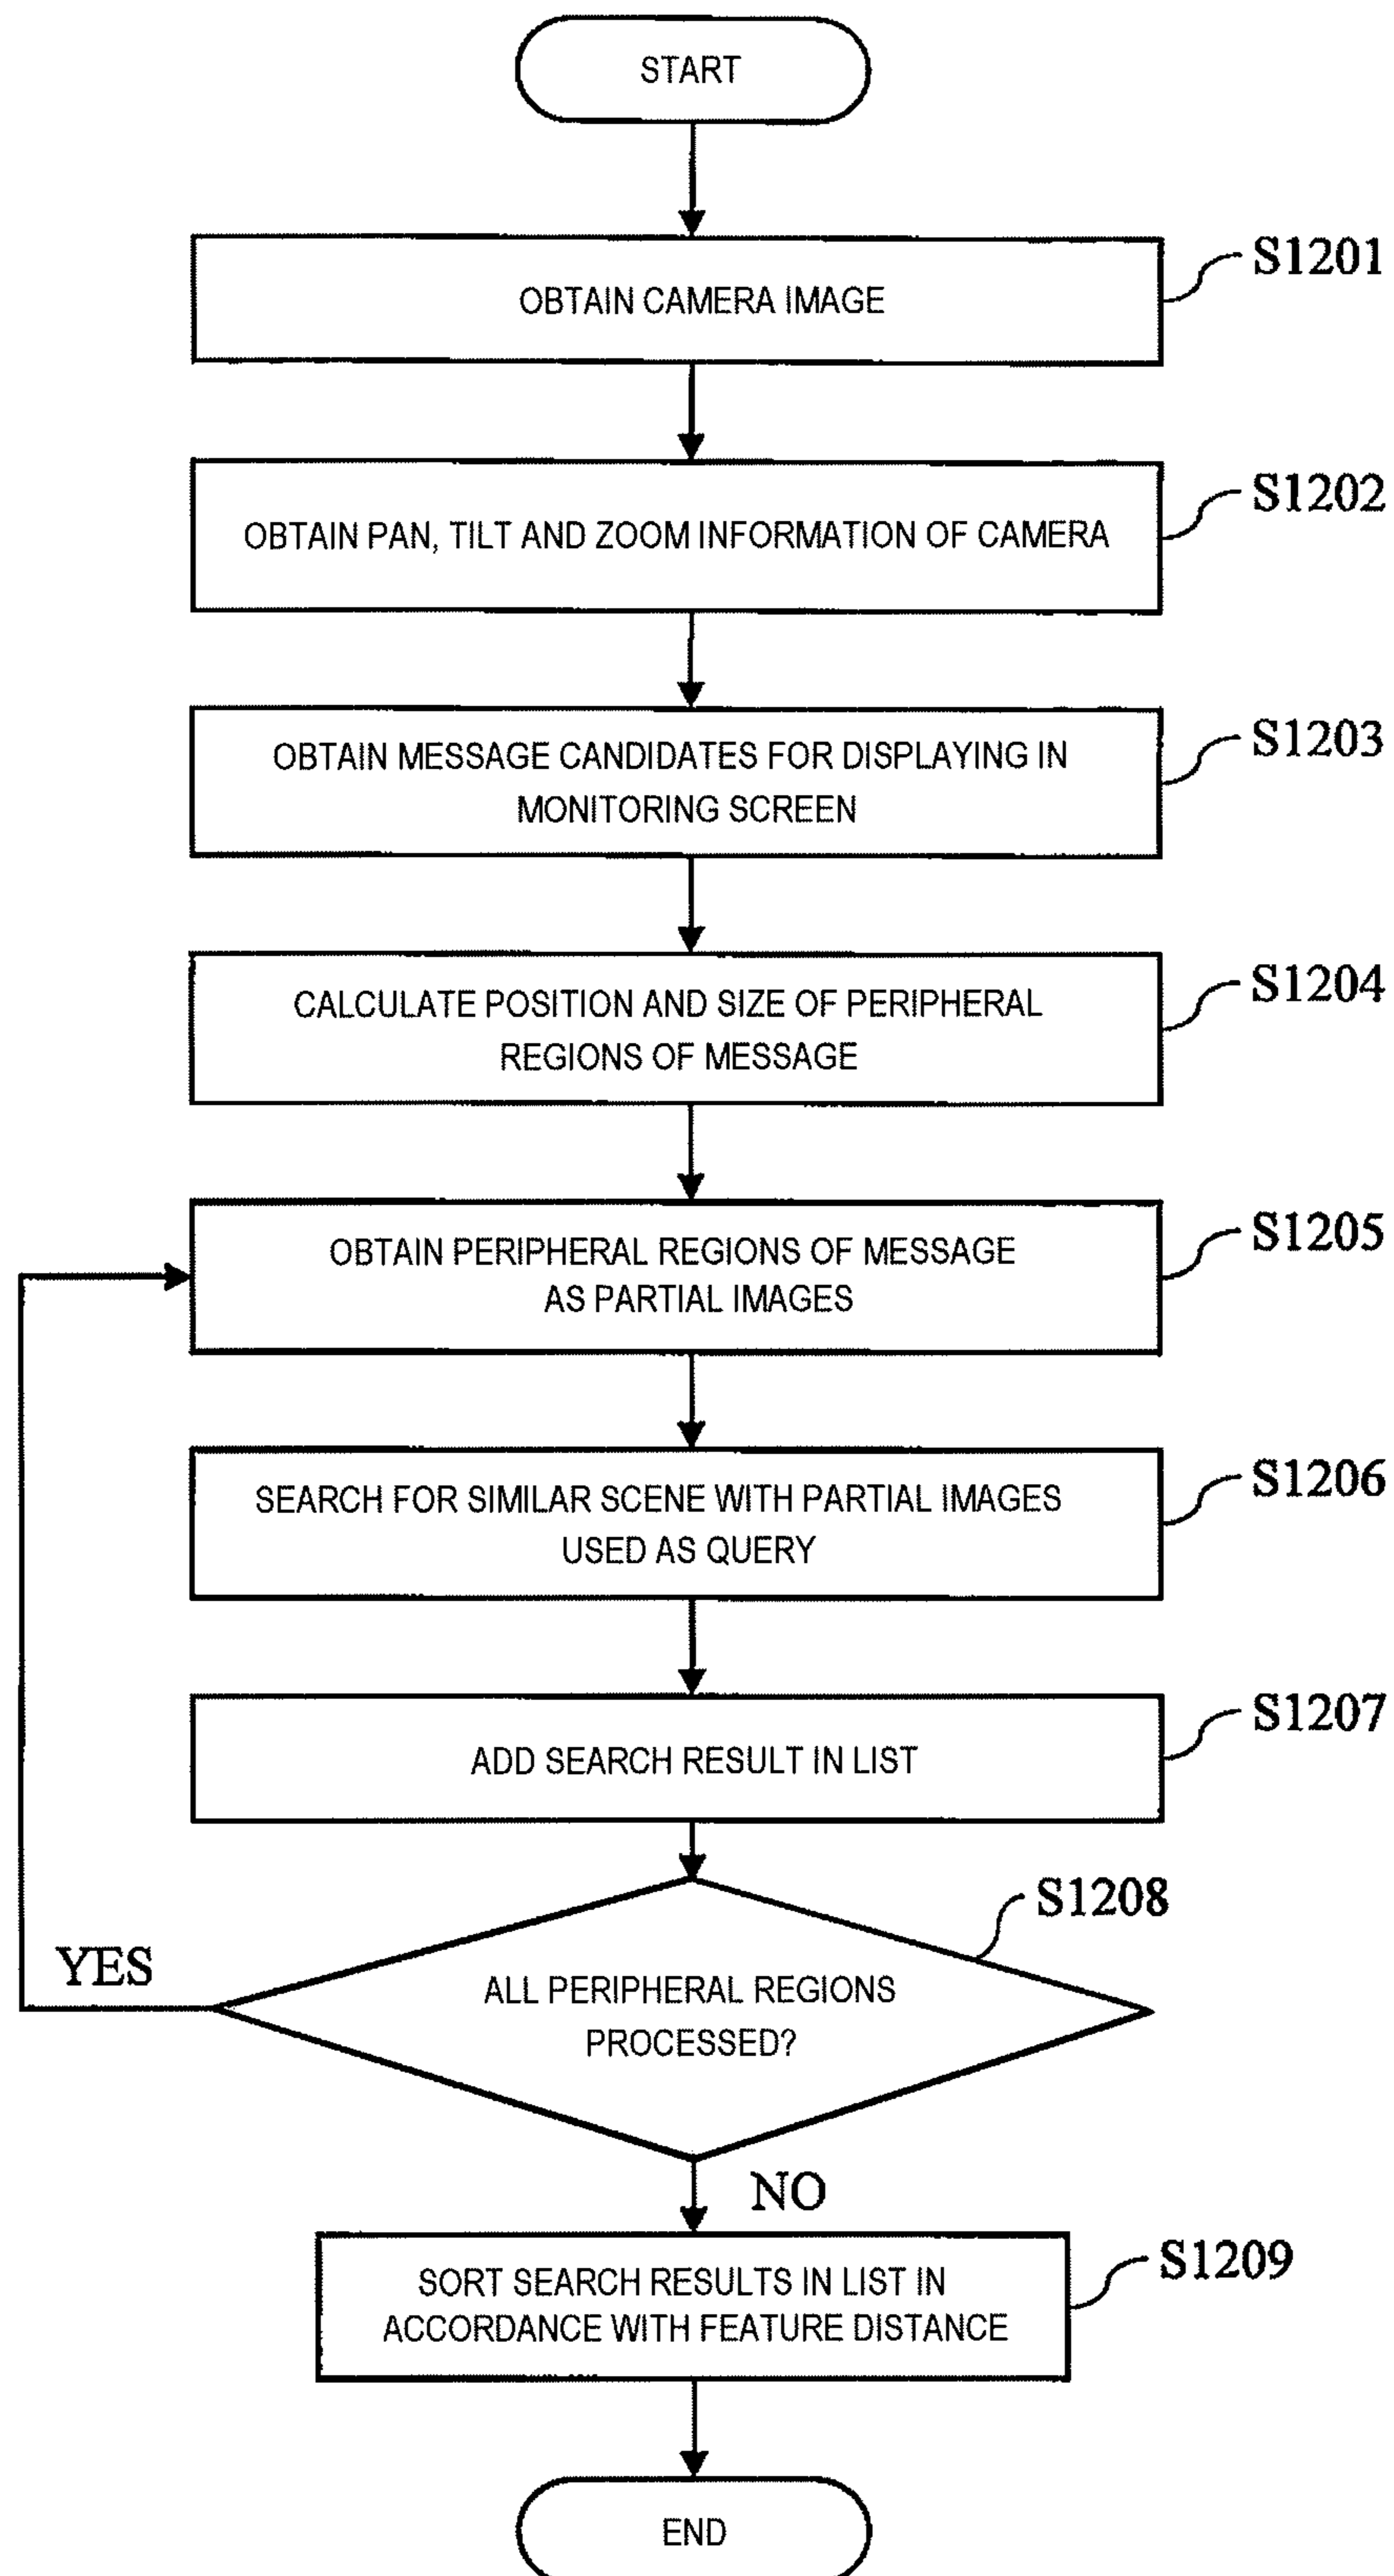 START
S1201
OBTAIN CAMERA IMAGE
S1202
OBTAIN PAN, TILT AND ZOOM INFORMATION OF CAMERA
S1203
OBTAIN MESSAGE CANDIDATES FOR DISPLAYING IN
MONITORING SCREEN
S1204
CALCULATE POSITION AND SIZE OF PERIPHERAL
REGIONS OF MESSAGE
S1205
OBTAIN PERIPHERAL REGIONS OF MESSAGE
AS PARTIAL IMAGES
S1206
SEARCH FOR SIMILAR SCENE WITH PARTIAL IMAGES
USED AS QUERY
S1207
ADD SEARCH RESULT IN LIST
S1208
YES
ALL PERIPHERAL REGIONS
PROCESSED?
NO
S1209
SORT SEARCH RESULTS IN LIST IN
ACCORDANCE WITH FEATURE DISTANCE
END